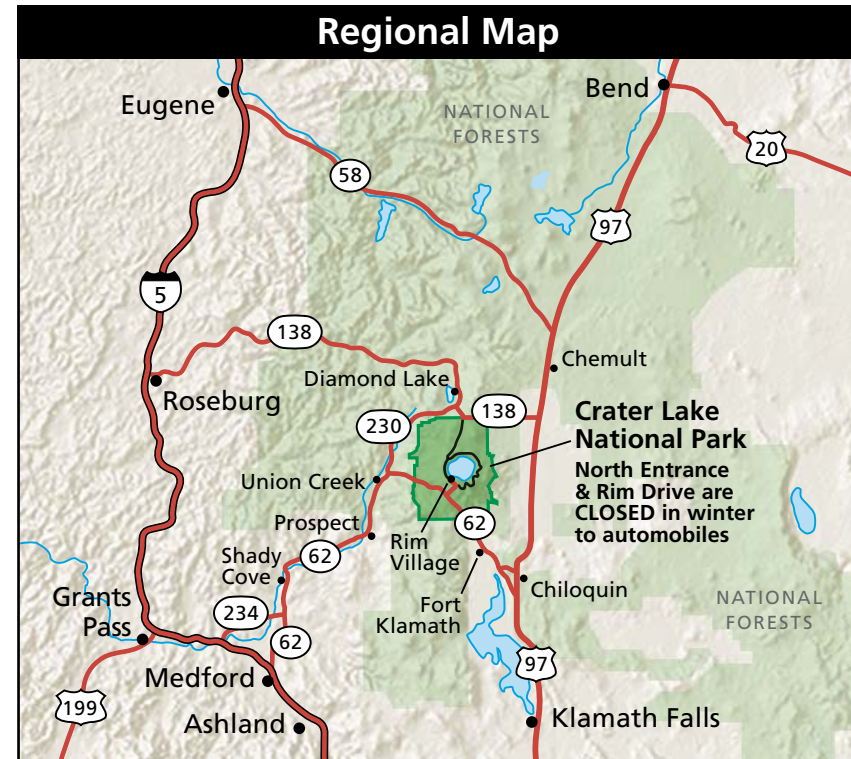 Regional Map
Eugene
Bend
NATIONAL
FORESTS
20
58
97
5
138
Chemult
Diamond Lake
Roseburg
138
230
Crater Lake
National Park
North Entrance
& Rim Drive are
CLOSED in winter
to automobiles
Union Creek
Prospect
62
Rim
Village
Shady
Cove
62
Fort
Klamath
Chiloquin
NATIONAL
FORESTS
Grants
Pass
234
62
97
Medford
199
Ashland
Klamath Falls